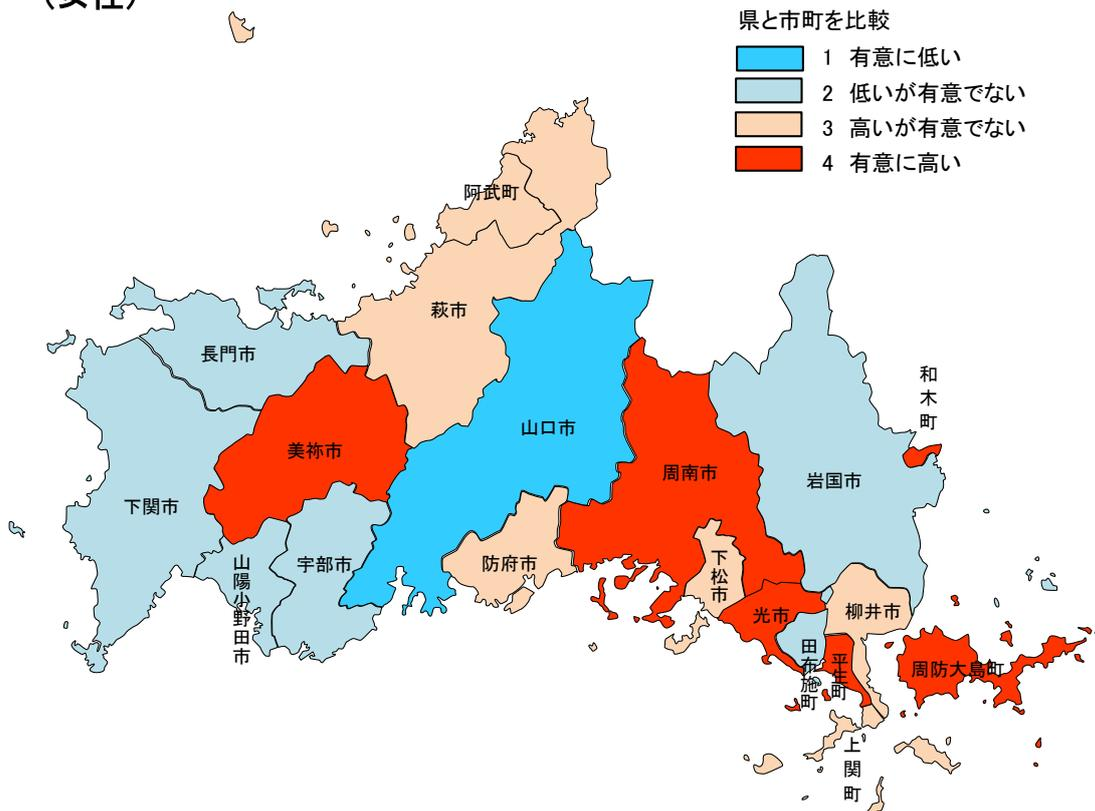 （女性）
県と市町を比較
1 有意に低い
2 低いが有意でない
3 高いが有意でない
4 有意に高い
阿武町
萩市
長門市
和木町
山口市
美祢市
周南市
岩国市
下関市
宇部市
防府市
山陽小野田市
下松市
光市
柳井市
田布施町
平生町
周防大島町
上関町